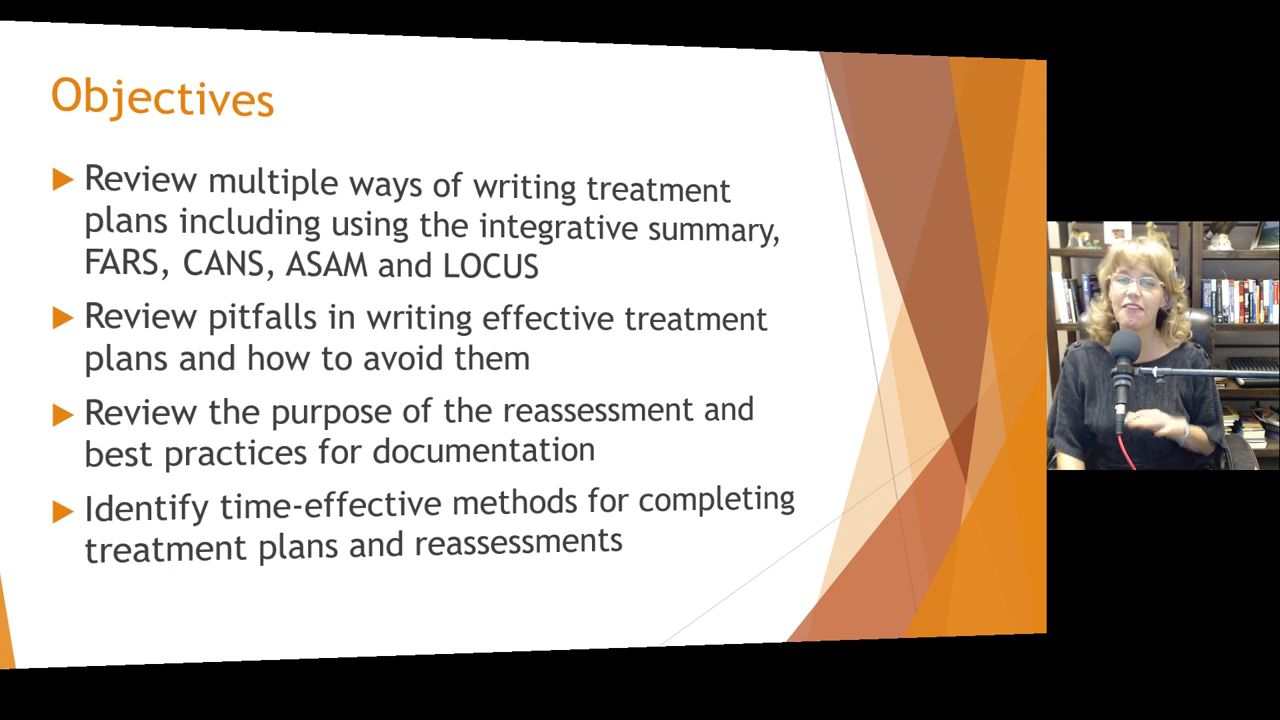 Objectives
Review multiple ways of writing treatment
plans including using the integrative summary,
FARS, CANS, ASAM and LOCUS
Review pitfalls in writing effective treatment
plans and how to avoid them
Review the purpose of the reassessment and
best practices for documentation
Identify time-effective methods for completing
treatment plans and reassessments